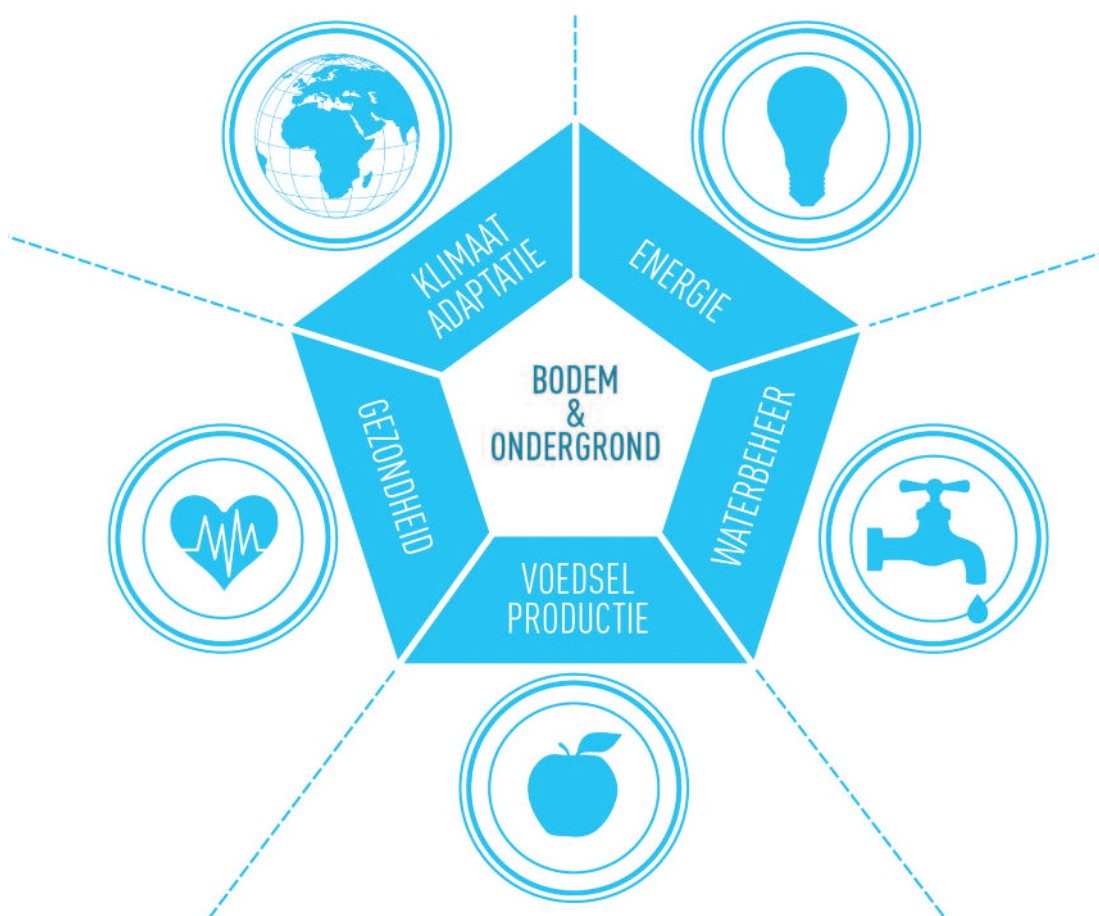 KLIMAAT
ADAPTATIE
ENERGIE
BODEM
&
ONDERGROND
GEZONDHEID
WATERBEHEER
VOEDSEL
PRODUCTIE